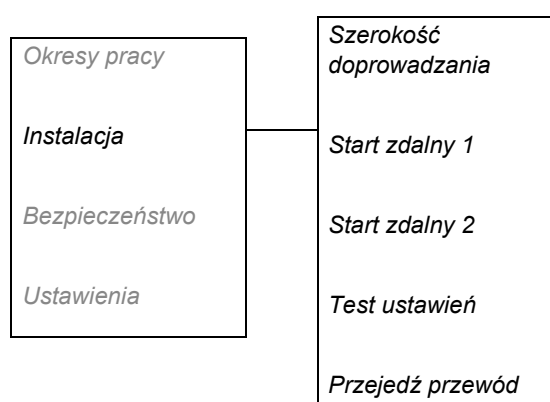 Okresy pracy
Instalacja
Bezpieczeństwo
Ustawienia
Szerokość
doprowadzania
Start zdalny 1
Start zdalny 2
Test ustawień
Przejedź przewód